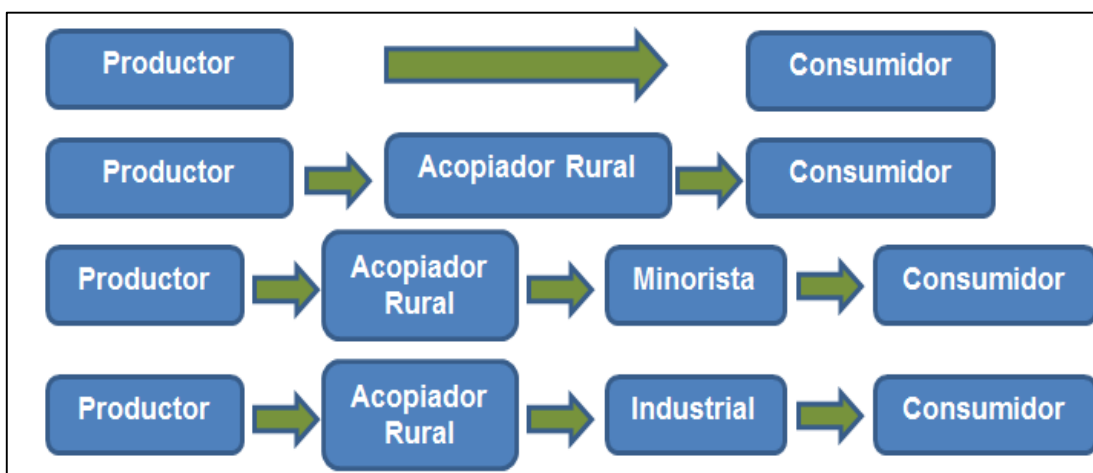 Productor
Consumidor
Productor
Acopiador Rural
Consumidor
Productor
Acopiador
Rural
Minorista
Consumidor
Productor
Acopiador
Rural
Industrial
Consumidor